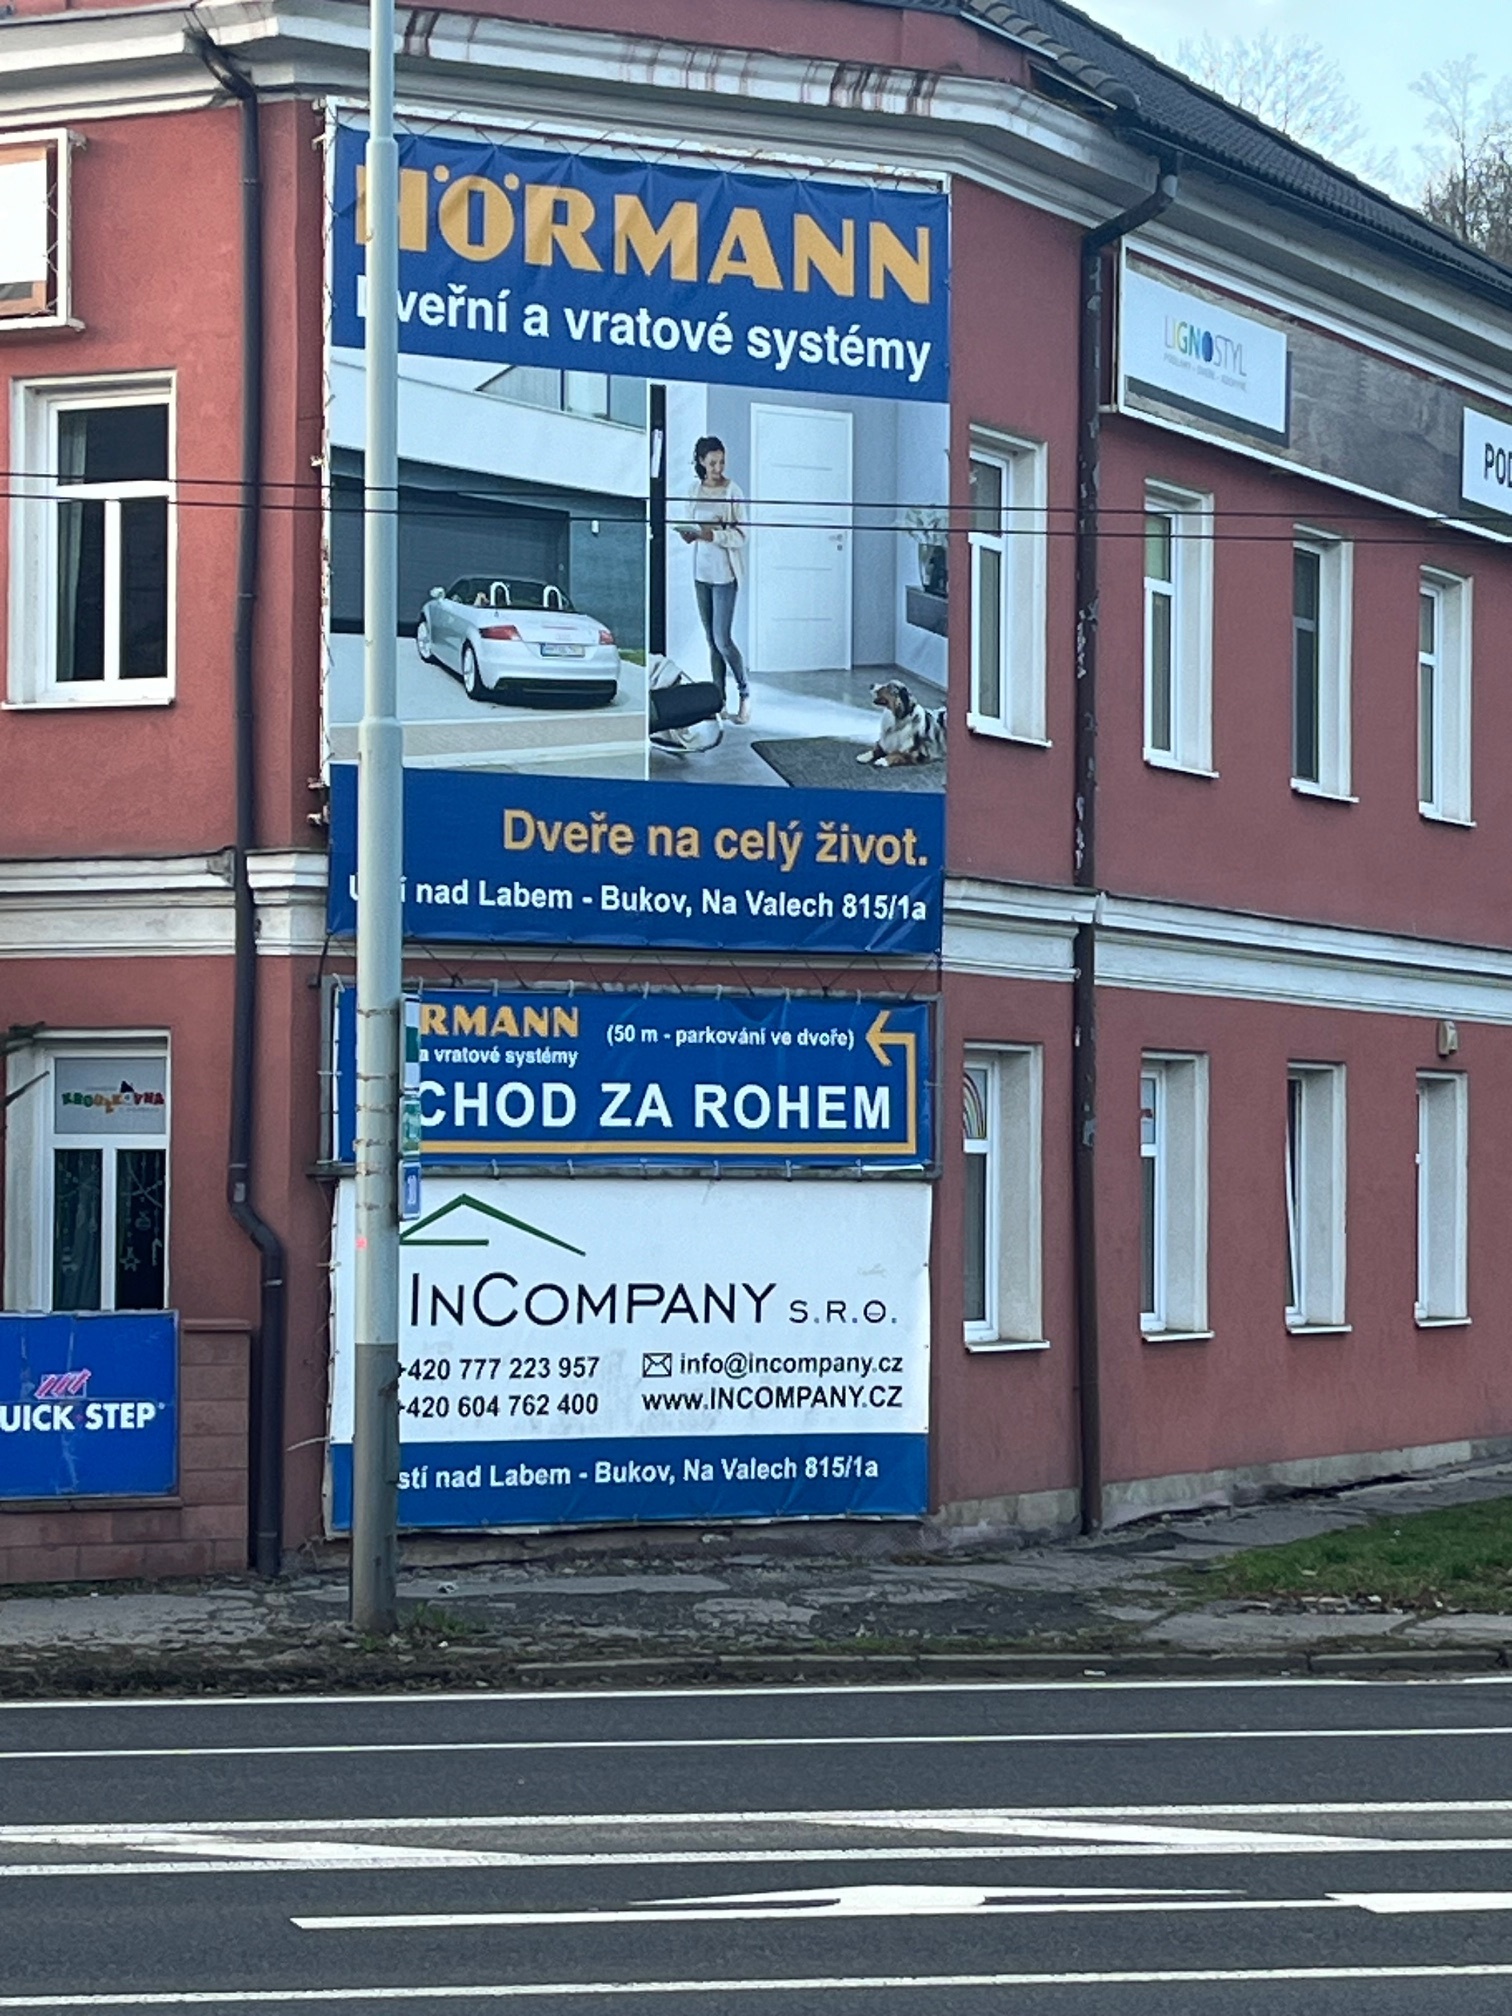 HÖRMANN
Dveřní a vratové systémy
Dveře na celý život.
nad Labem - Bukov, Na Valech 815/1a
RMANN
a vratové systémy
(50 m - parkování ve dvoře)
CHOD ZA ROHEM
INCOMPANY S.R.O.
+420 777 223 957
info@incompany.cz
+420 604 762 400
www.INCOMPANY.CZ
stí nad Labem - Bukov, Na Valech 815/1a
LIGNOSTYL
POD
UICK STEP